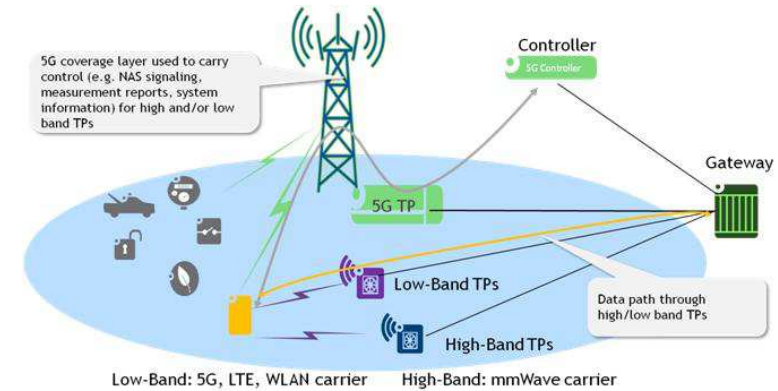 5G coverage layer used to carry
control (e.g. NAS signaling,
measurement reports, system
information) for high and/or low
band TPs
Controller
5G Controller
Gateway
5G TP
Low-Band TPs
High-Band TPs
Data path through
high/low band TPs
Low-Band: 5G, LTE, WLAN carrier High-Band: mmWave carrier